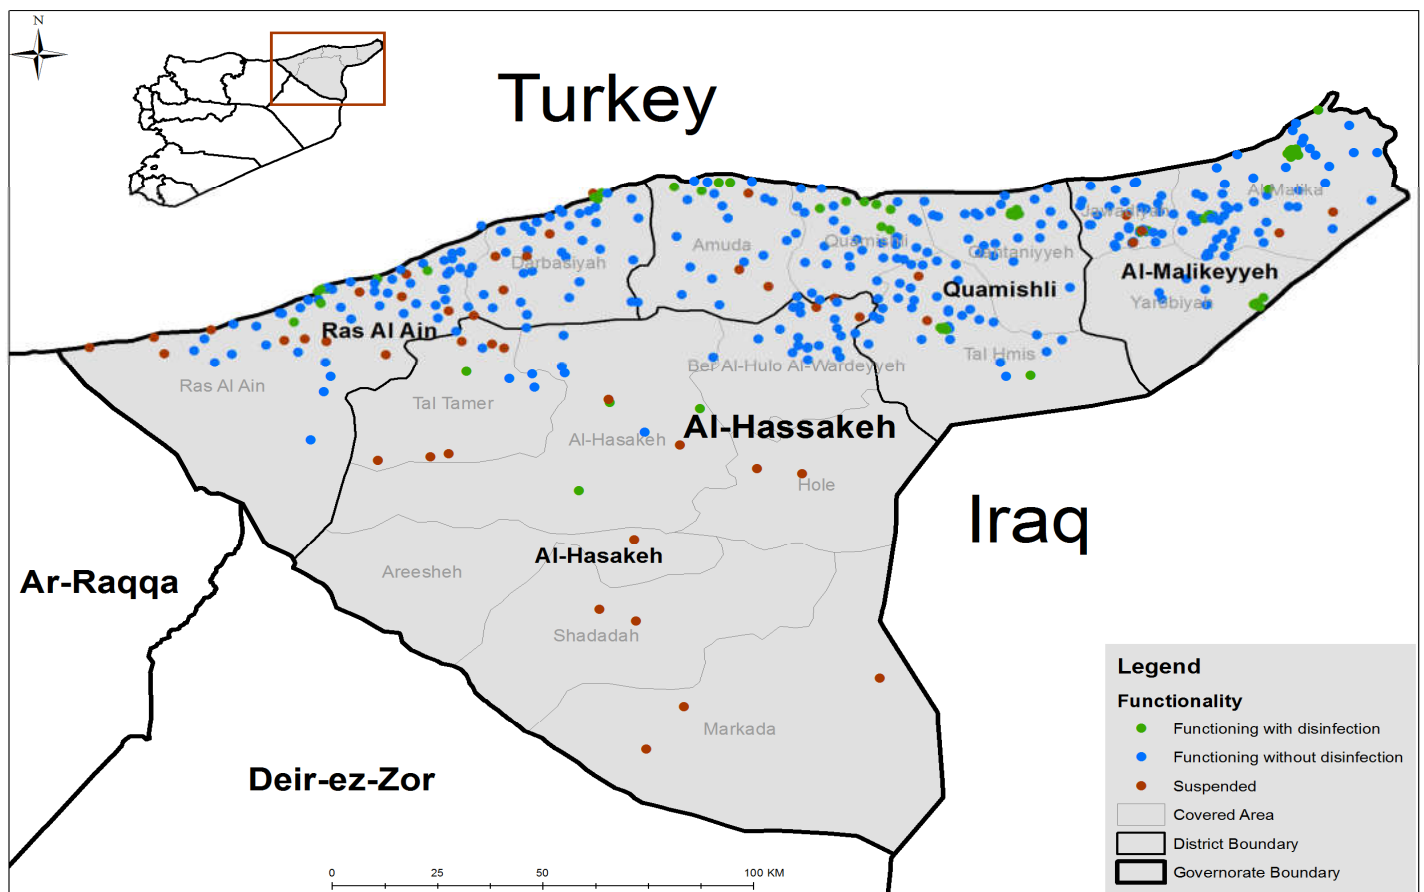 N
Turkey
Al-Malika
Jawadiyah
Quamishli
Amuda
Qahtaniyyeh
Darbasiyah
Al-Malikeyyeh
Quamishli
Yarubiyah
Ras Al Ain
Tal Hmis
Ber Al-Hulo Al-Wardeyyeh
Ras Al Ain
Tal Tamer
Al-Hassakeh
Al-Hasakeh
Hole
Iraq
Al-Hasakeh
Areesheh
Ar-Raqqa
Shadadah
Markada
Deir-ez-Zor
Legend
Functionality
Functioning with disinfection
Functioning without disinfection
Suspended
Covered Area
District Boundary
Governorate Boundary
0 25 50 100 KM